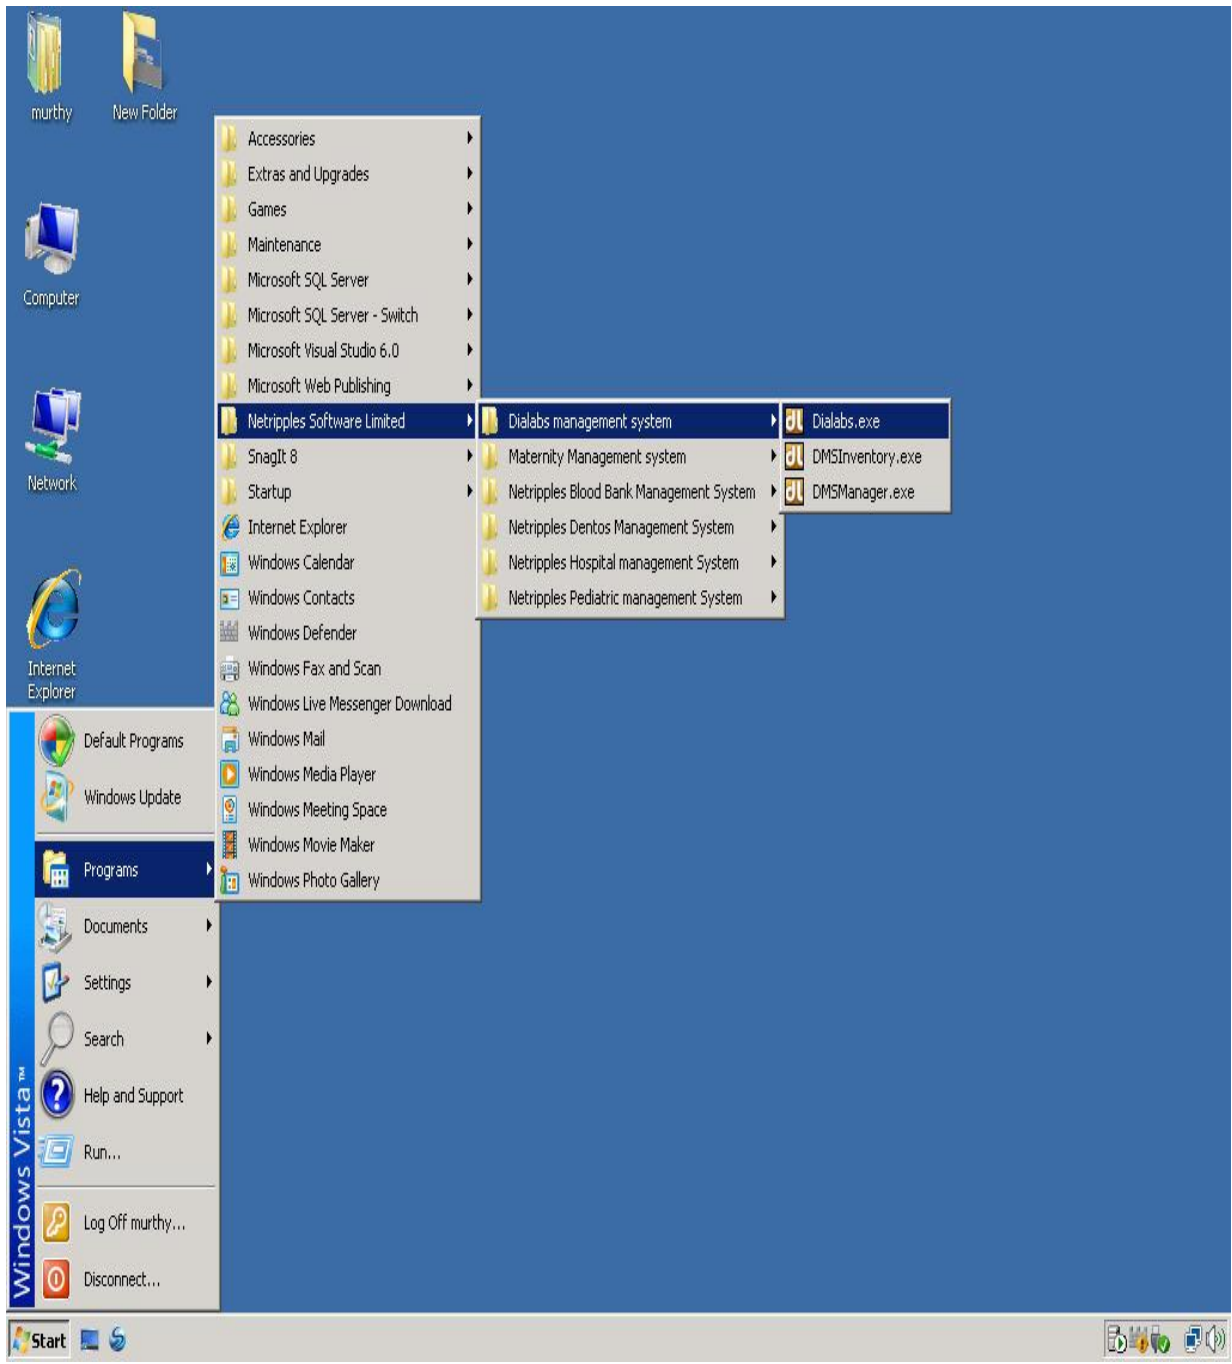 murthy
New Folder
Computer
Network
Internet
Explorer
Accessories
Extras and Upgrades
Games
Maintenance
Microsoft SQL Server
Microsoft SQL Server - Switch
Microsoft Visual Studio 6.0
Microsoft Web Publishing
Netripples Software Limited
SnagIt 8
Startup
Internet Explorer
Windows Calendar
Windows Contacts
Windows Defender
Windows Fax and Scan
Windows Live Messenger Download
Windows Mail
Windows Media Player
Windows Meeting Space
Windows Movie Maker
Windows Photo Gallery
Dialabs management system
Maternity Management system
Netripples Blood Bank Management System
Netripples Dentos Management System
Netripples Hospital management System
Netripples Pediatric management System
Dialabs.exe
DMSInventory.exe
DMSManager.exe
Default Programs
Windows Update
Programs
Documents
Settings
Search
Help and Support
Run...
Log Off murthy...
Disconnect...
Windows Vista™
Start